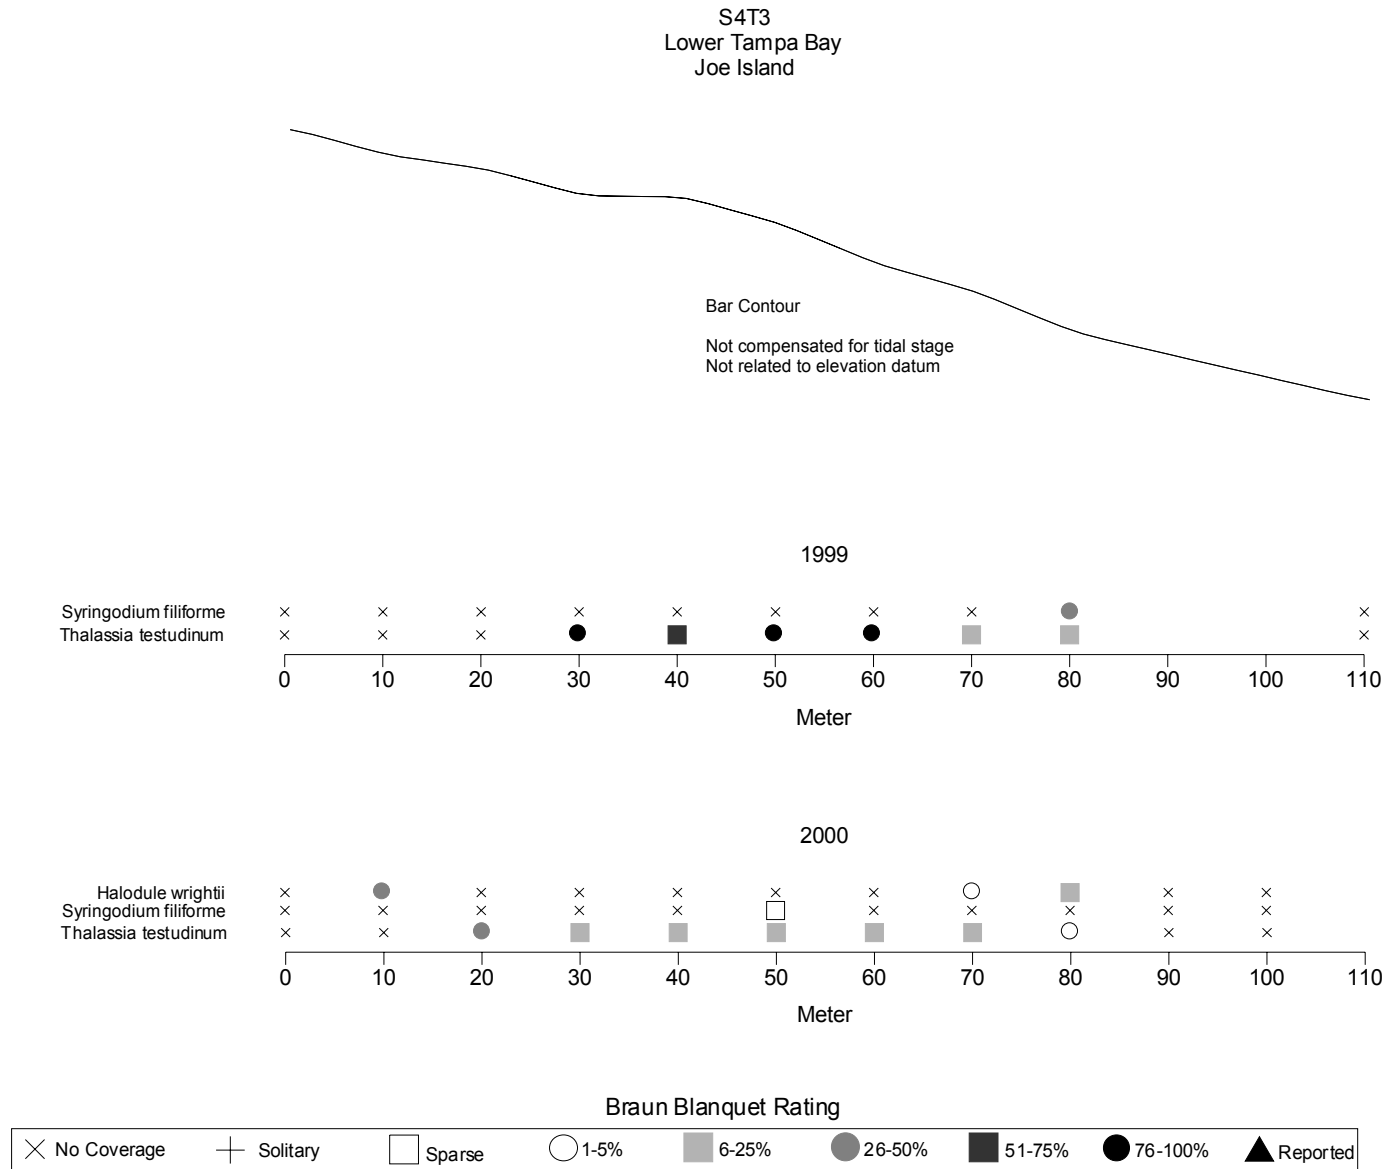 S4T3
Lower Tampa Bay
Joe Island
Bar Contour
Not compensated for tidal stage
Not related to elevation datum
1999
Syringodium filiforme
Thalassia testudinum
0 10 20 30 40 50 60 70 80 90 100 110
Meter
2000
Halodule wrightii
Syringodium filiforme
Thalassia testudinum
0 10 20 30 40 50 60 70 80 90 100 110
Meter
Braun Blanquet Rating
No Coverage Solitary Sparse 1-5% 6-25% 26-50% 51-75% 76-100% Reported